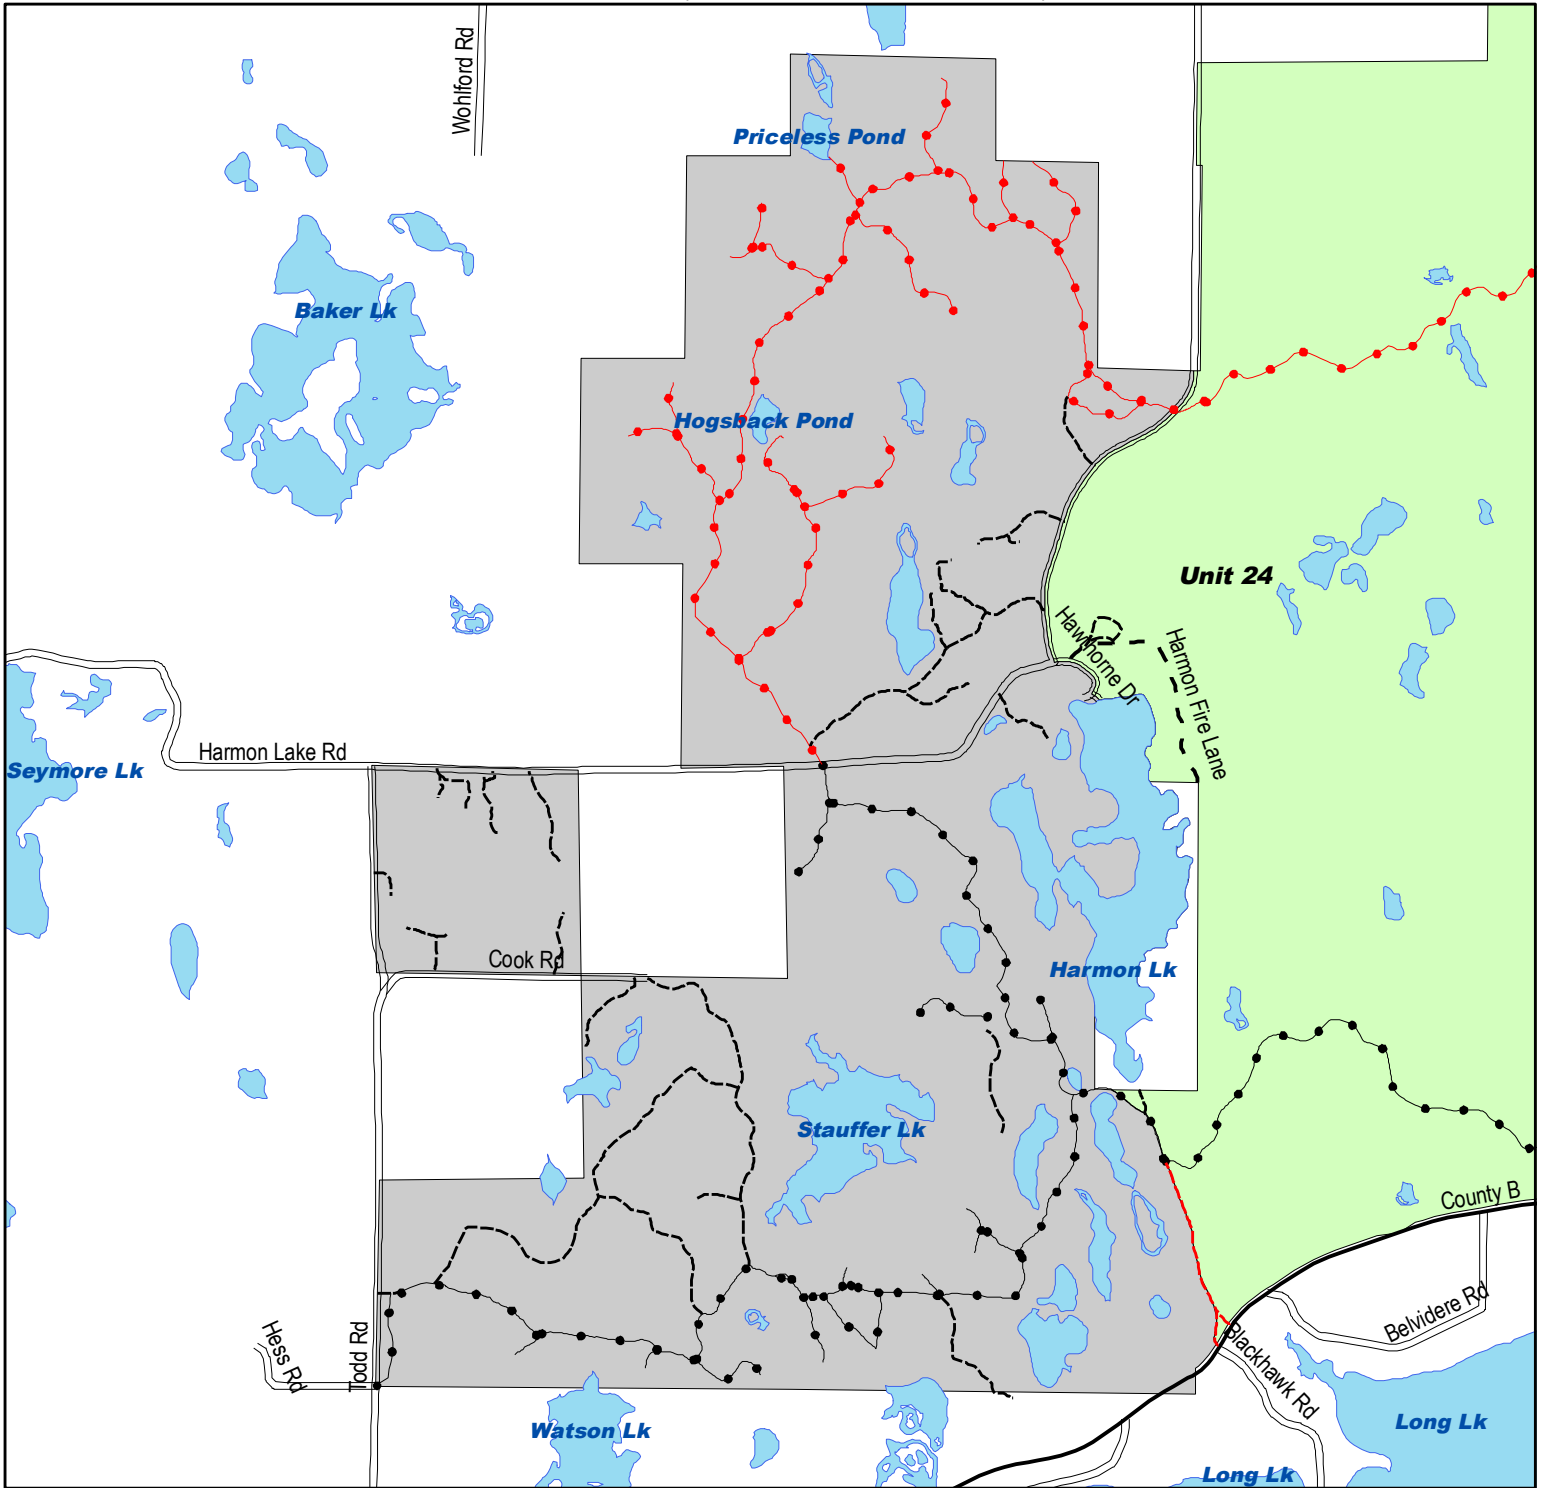 Wohlford Rd
Priceless Pond
Baker Lk
Hogsback Pond
Unit 24
Hawthorne Dr
Harmon Fire Lane
Harmon Lake Rd
Seymore Lk
Cook Rd
Harmon Lk
Stauffer Lk
County B
Belvidere Rd
Hess Rd
Todd Rd
Blackhawk Rd
Watson Lk
Long Lk
Long Lk